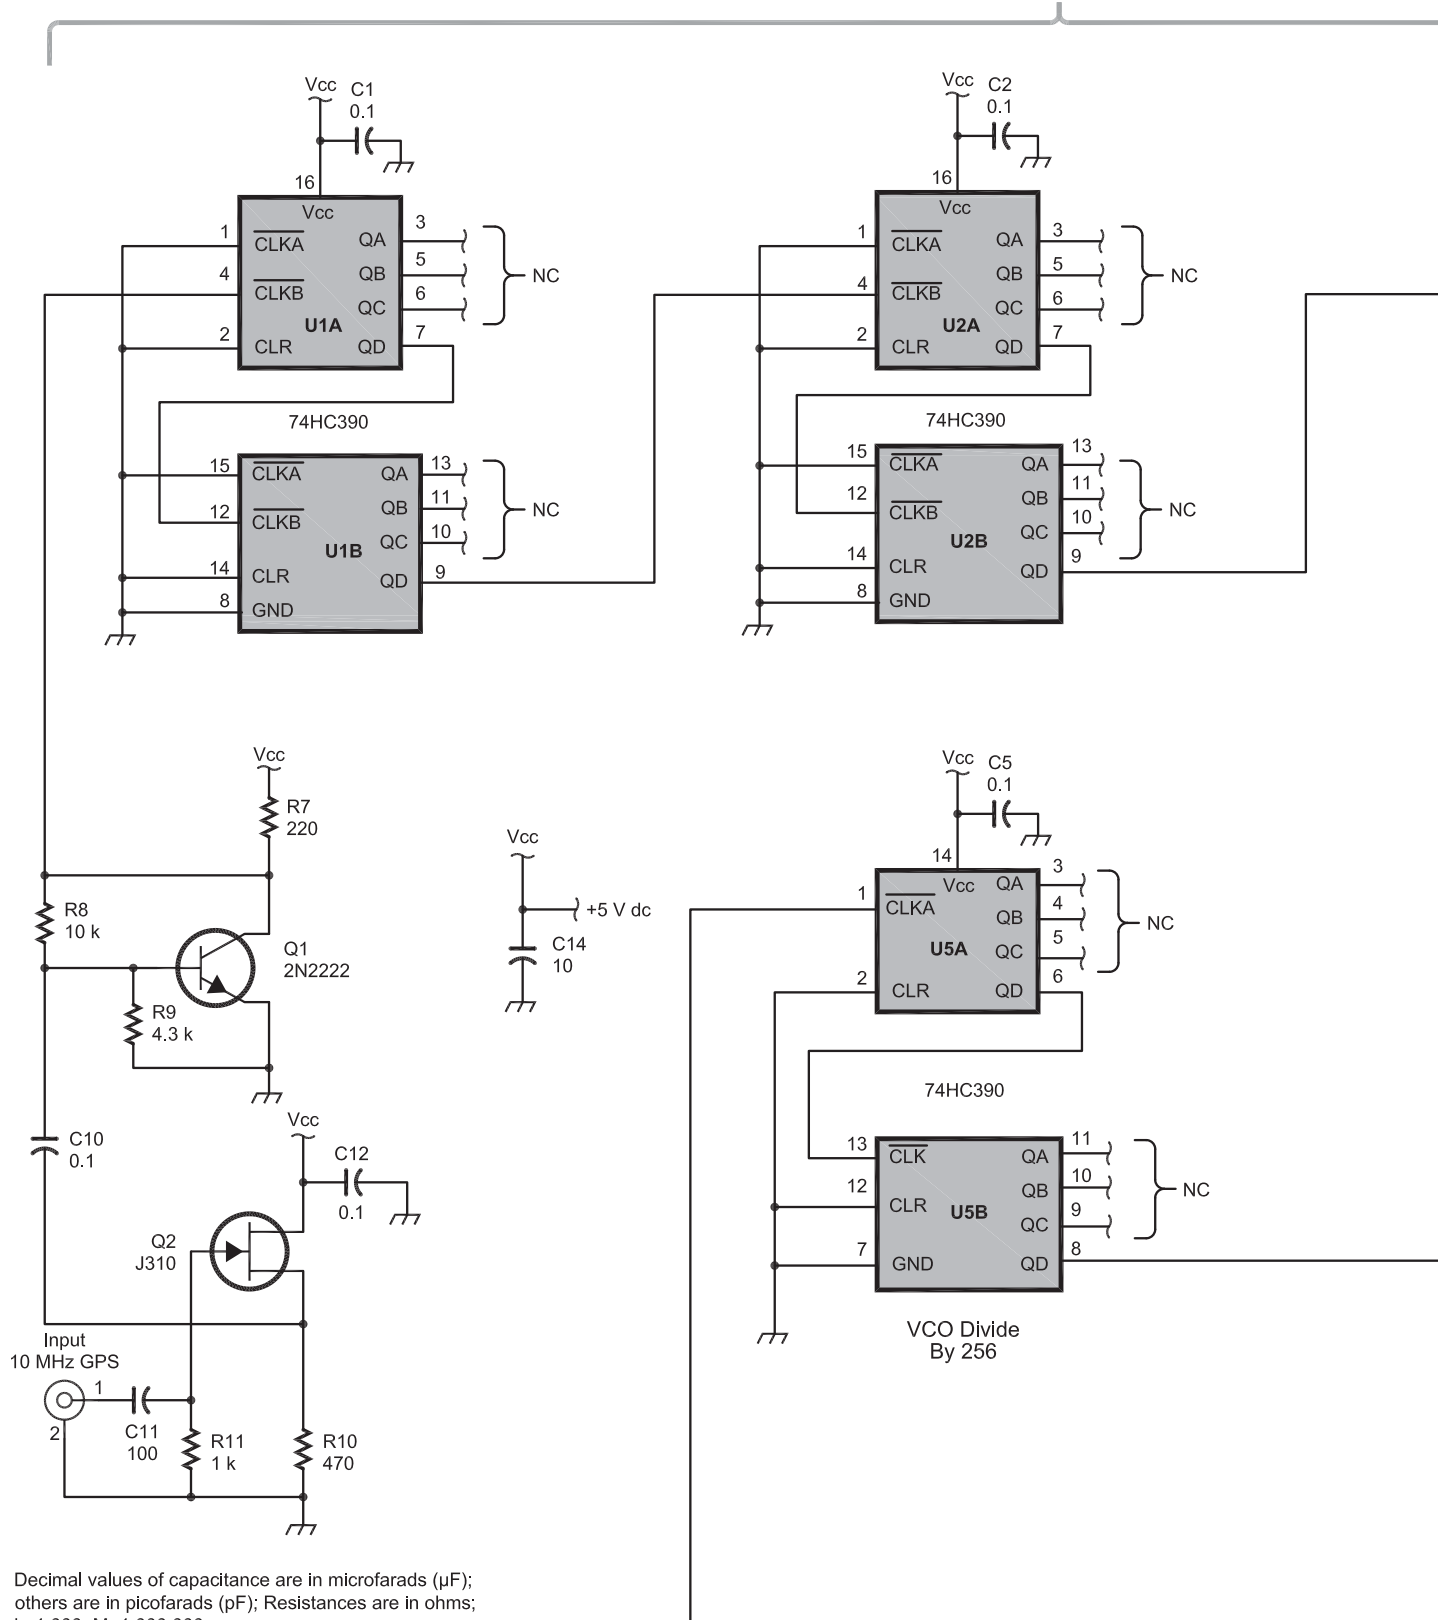 Vcc
C1
0.1
16
Vcc
1
CLKA
QA
3
4
CLKB
QB
5
QC
6
NC
U1A
2
CLR
QD
7
74HC390
15
CLKA
QA
13
12
CLKB
QB
11
QC
10
NC
U1B
14
CLR
QD
9
8
GND
Vcc
C2
0.1
16
Vcc
1
CLKA
QA
3
4
CLKB
QB
5
QC
6
NC
U2A
2
CLR
QD
7
74HC390
15
CLKA
QA
13
12
CLKB
QB
11
QC
10
NC
U2B
14
CLR
QD
9
8
GND
Vcc
R7
220
R8
10 k
Q1
2N2222
R9
4.3 k
Vcc
+5 V dc
C14
10
C10
0.1
Vcc
C12
0.1
Q2
J310
Input
10 MHz GPS
1
2
C11
100
R11
1 k
R10
470
Vcc
C5
0.1
14
Vcc
1
CLKA
QA
3
QB
4
QC
5
NC
U5A
2
CLR
QD
6
74HC390
13
CLK
QA
11
12
CLR
QB
10
QC
9
NC
U5B
7
GND
QD
8
VCO Divide
By 256
Decimal values of capacitance are in microfarads (µF);
others are in picofarads (pF); Resistances are in ohms;